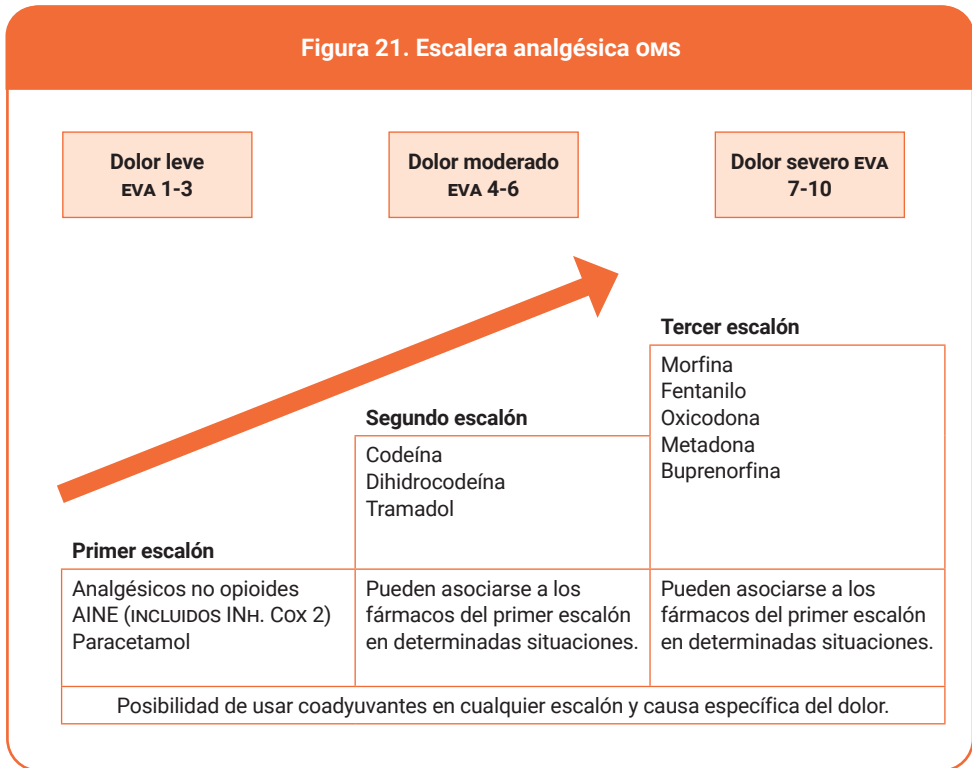 Figura 21. Escalera analgésica OMS
Dolor leve
EVA 1-3
Dolor moderado
EVA 4-6
Dolor severo EVA
7-10
Tercer escalón
Morfina
Fentanilo
Oxicodona
Metadona
Buprenorfina
Segundo escalón
Codeína
Dihidrocodeína
Tramadol
Primer escalón
Analgésicos no opioides
AINE (INCLUIDOS INH. COX 2)
Paracetamol
Pueden asociarse a los
fármacos del primer escalón
en determinadas situaciones.
Pueden asociarse a los
fármacos del primer escalón
en determinadas situaciones.
Posibilidad de usar coadyuvantes en cualquier escalón y causa específica del dolor.